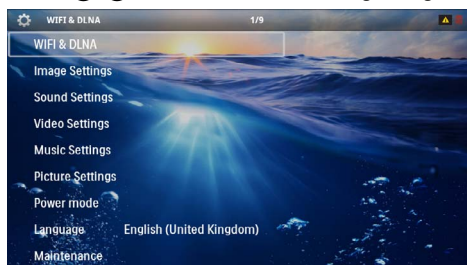 WIFI & DLNA 1/9
WIFI & DLNA
Image Settings
Sound Settings
Video Settings
Music Settings
Picture Settings
Power mode
Language English (United Kingdom)
Maintenance